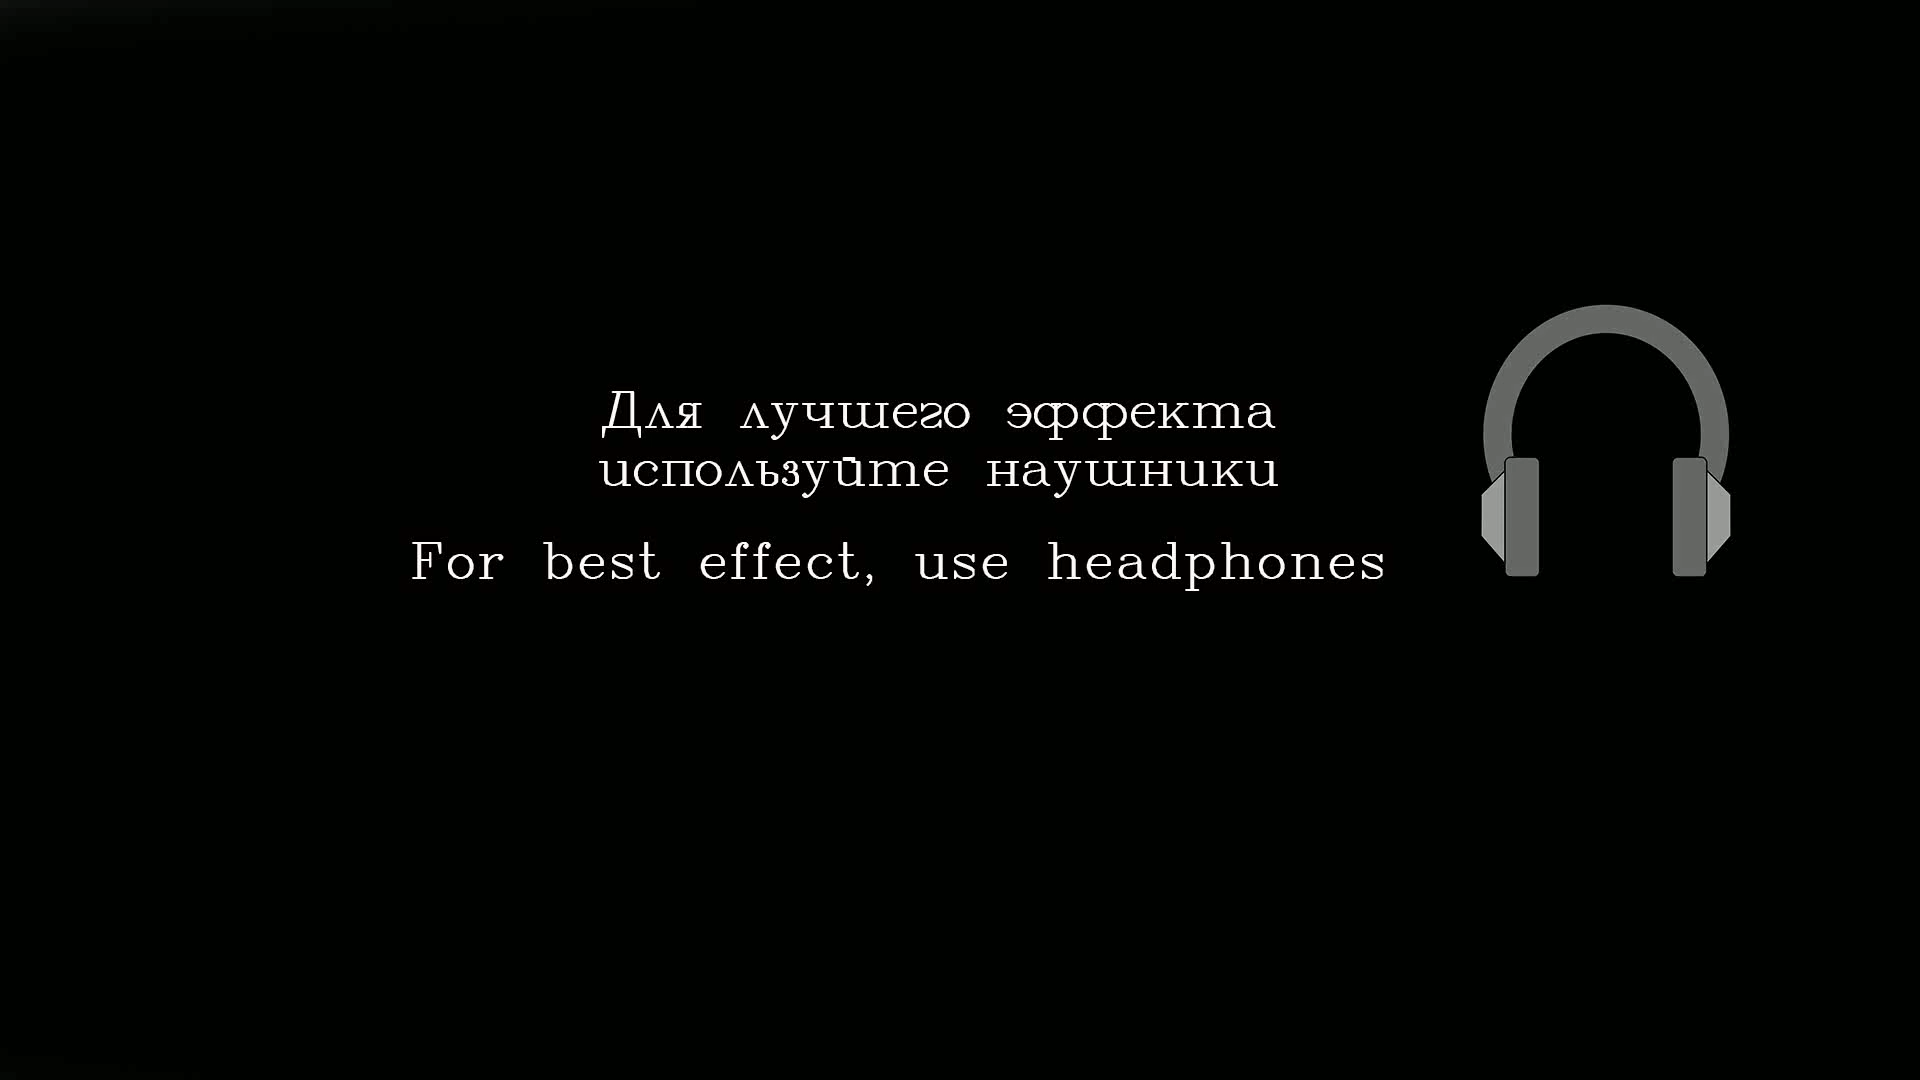 Для лучшего эффекта
используйте наушники
For best effect, use headphones